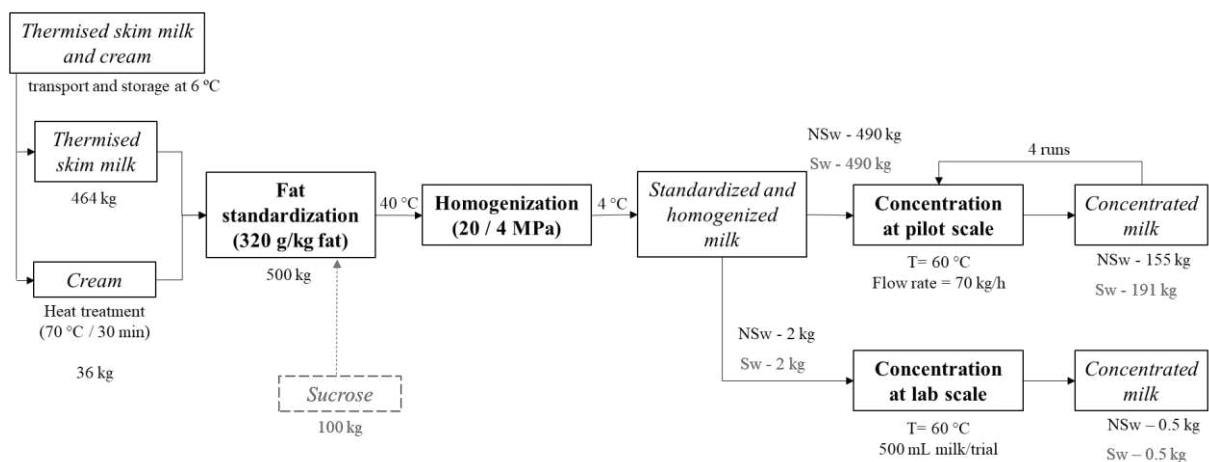 Thermised skim milk
and cream
transport and storage at 6 ºC
Thermised
skim milk
464 kg
Cream
Heat treatment
(70 °C / 30 min)
36 kg
Fat
standardization
(320 g/kg fat)
500 kg
Sucrose
100 kg
40 °C
Homogenization
(20 / 4 MPa)
4 °C
Standardized and
homogenized
milk
NSw - 490 kg
Sw - 490 kg
4 runs
Concentration
at pilot scale
T= 60 °C
Flow rate = 70 kg/h
Concentrated
milk
NSw - 155 kg
Sw - 191 kg
NSw - 2 kg
Sw - 2 kg
Concentration
at lab scale
T= 60 °C
500 mL milk/trial
Concentrated
milk
NSw – 0.5 kg
Sw – 0.5 kg